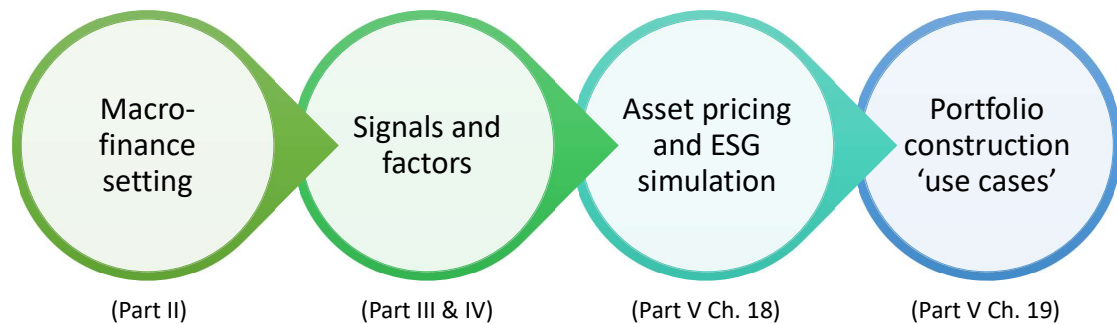 Macro-
finance
setting
Signals and
factors
Asset pricing
and ESG
simulation
Portfolio
construction
‘use cases’
(Part II)
(Part III & IV)
(Part V Ch. 18)
(Part V Ch. 19)